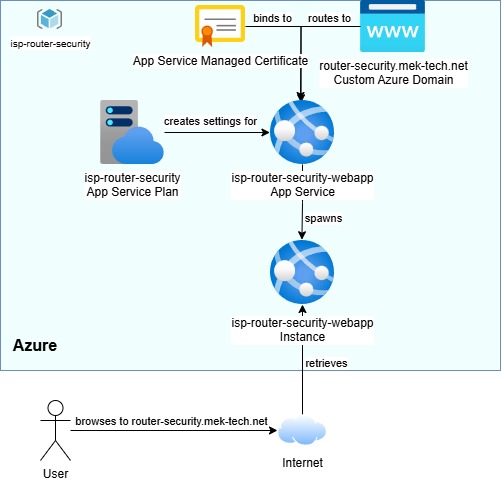 isp-router-security
binds to
routes to
WWW
App Service Managed Certificate
router-security.mek-tech.net
Custom Azure Domain
creates settings for
isp-router-security
App Service Plan
isp-router-security-webapp
App Service
spawns
isp-router-security-webapp
Instance
Azure
retrieves
browses to router-security.mek-tech.net
User
Internet